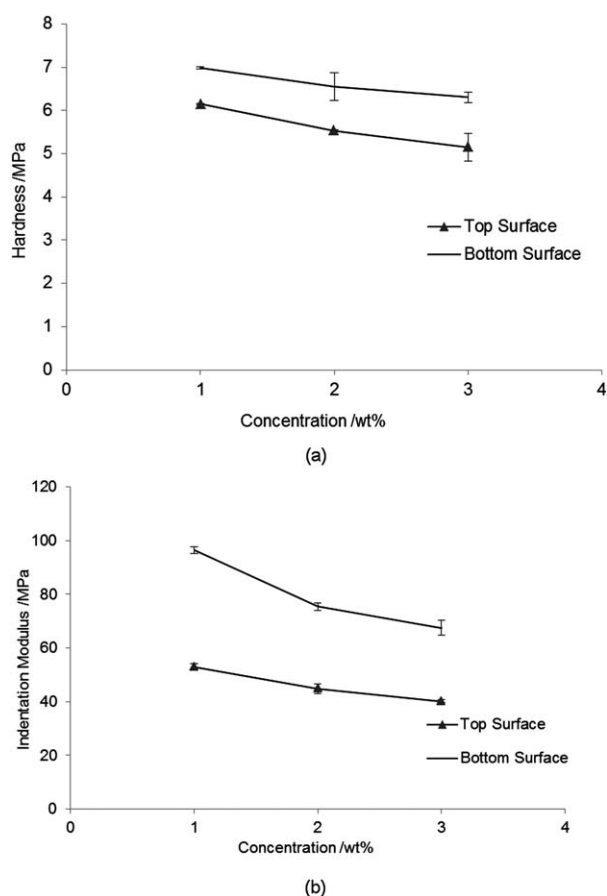 8
7
6
5
4
3
2
1
0
Hardness /MPa
Top Surface
Bottom Surface
0 1 2 3 4
Concentration /wt%
(a)
120
100
80
60
40
20
0
Indentation Modulus /MPa
Top Surface
Bottom Surface
0 1 2 3 4
Concentration /wt%
(b)